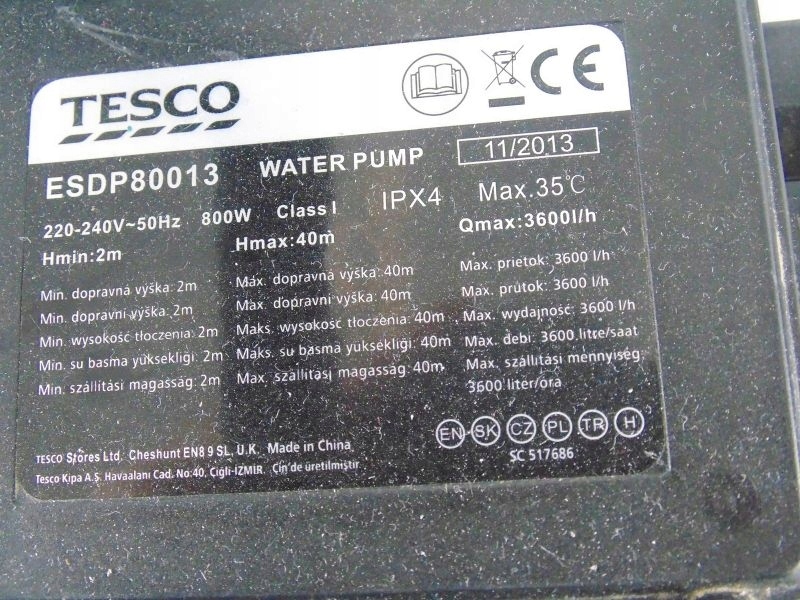 TESCO
ESDP80013 WATER PUMP 11/2013
220-240V~50Hz 800W Class I IPX4 Max.35℃
Hmin:2m Hmax:40m Qmax:3600l/h
Min. dopravná výška: 2m Max. dopravná výška: 40m Max. prietok: 3600 l/h
Min. dopravní výška: 2m Max. dopravní výška: 40m Max. průtok: 3600 l/h
Min. wysokość tłoczenia: 2m Maks. wysokość tłoczenia: 40m Max. wydajność: 3600 l/h
Min. su basma yüksekliği: 2m Maks. su basma yüksekliği: 40m Max. debi: 3600 litre/saat
Min. szállítási magasság: 2m Max. szállítási magasság: 40m Max. szállítási mennyiség:
3600 liter/óra
EN SK CZ PL TR H
SC 517686
TESCO Stores Ltd. Cheshunt EN8 9 SL, U.K. Made in China
Tesco Kipa A.Ş. Havaalanı Cad. No:40, Çiğli-İZMİR. Çin'de üretilmiştir.